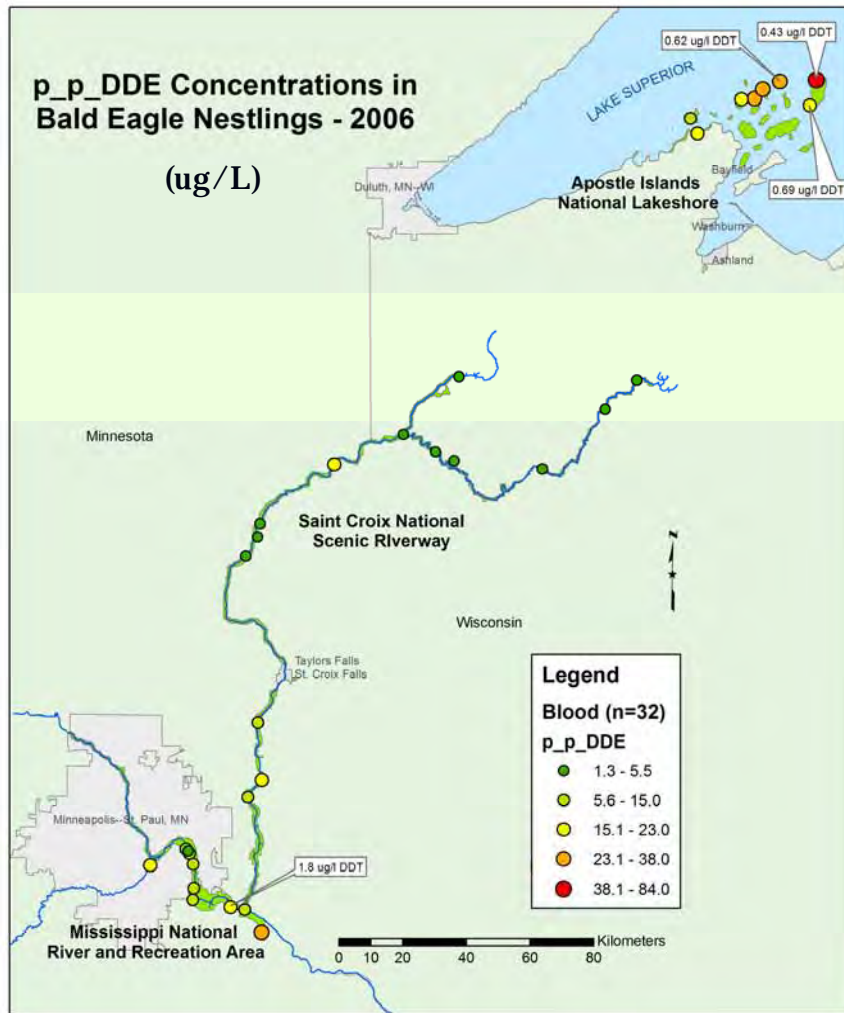 p_p_DDE Concentrations in
Bald Eagle Nestlings - 2006
(ug/L)
0.62 ug/l DDT
0.43 ug/l DDT
LAKE SUPERIOR
Duluth, MN--WI
Apostle Islands
National Lakeshore
Bayfield
0.69 ug/l DDT
Washburn
Ashland
Minnesota
Saint Croix National
Scenic RIverway
N
Wisconsin
Taylors Falls
St. Croix Falls
Legend
Blood (n=32)
p_p_DDE
1.3 - 5.5
5.6 - 15.0
15.1 - 23.0
23.1 - 38.0
38.1 - 84.0
Minneapolis--St. Paul, MN
1.8 ug/l DDT
Mississippi National
River and Recreation Area
Kilometers
0 10 20 40 60 80